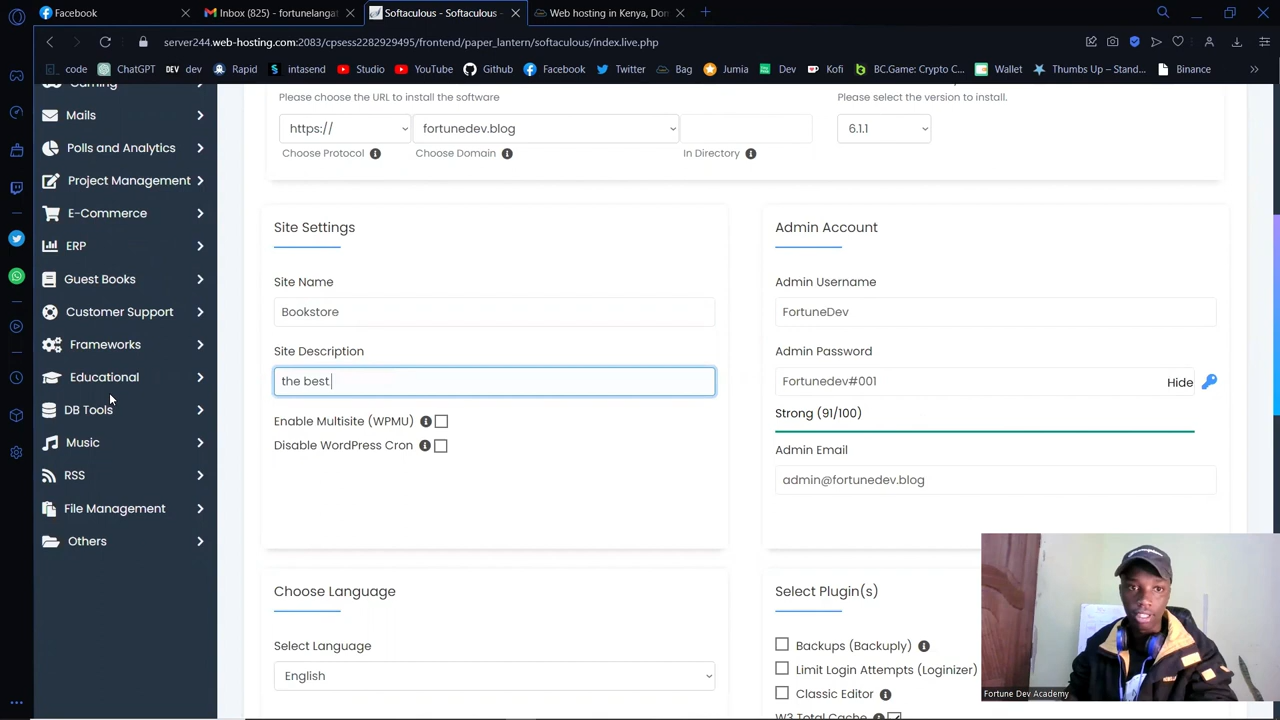 Facebook
Inbox (825) - fortunelangat
Softaculous - Softaculous -
Web hosting in Kenya, Dom
server244.web-hosting.com:2083/cpsess2282929495/frontend/paper_lantern/softaculous/index.live.php
code ChatGPT DEV dev Rapid intasend Studio YouTube Github Facebook Twitter Bag Jumia Dev Kofi BC.Game: Crypto C... Wallet Thumbs Up – Stand... Binance
Gaming
Mails
Polls and Analytics
Project Management
E-Commerce
ERP
Guest Books
Customer Support
Frameworks
Educational
DB Tools
Music
RSS
File Management
Others
Please choose the URL to install the software
https://
fortunedev.blog
Choose Protocol
Choose Domain
In Directory
Please select the version to install.
6.1.1
Site Settings
Site Name
Bookstore
Site Description
the best
Enable Multisite (WPMU)
Disable WordPress Cron
Admin Account
Admin Username
FortuneDev
Admin Password
Fortunedev#001
Hide
Strong (91/100)
Admin Email
admin@fortunedev.blog
Choose Language
Select Language
English
Select Plugin(s)
Backups (Backuply)
Limit Login Attempts (Loginizer)
Classic Editor
W3 Total Cache
Fortune Dev Academy